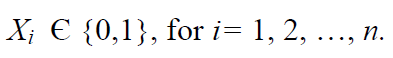 Xi Є {0,1}, for i= 1, 2, …, n.